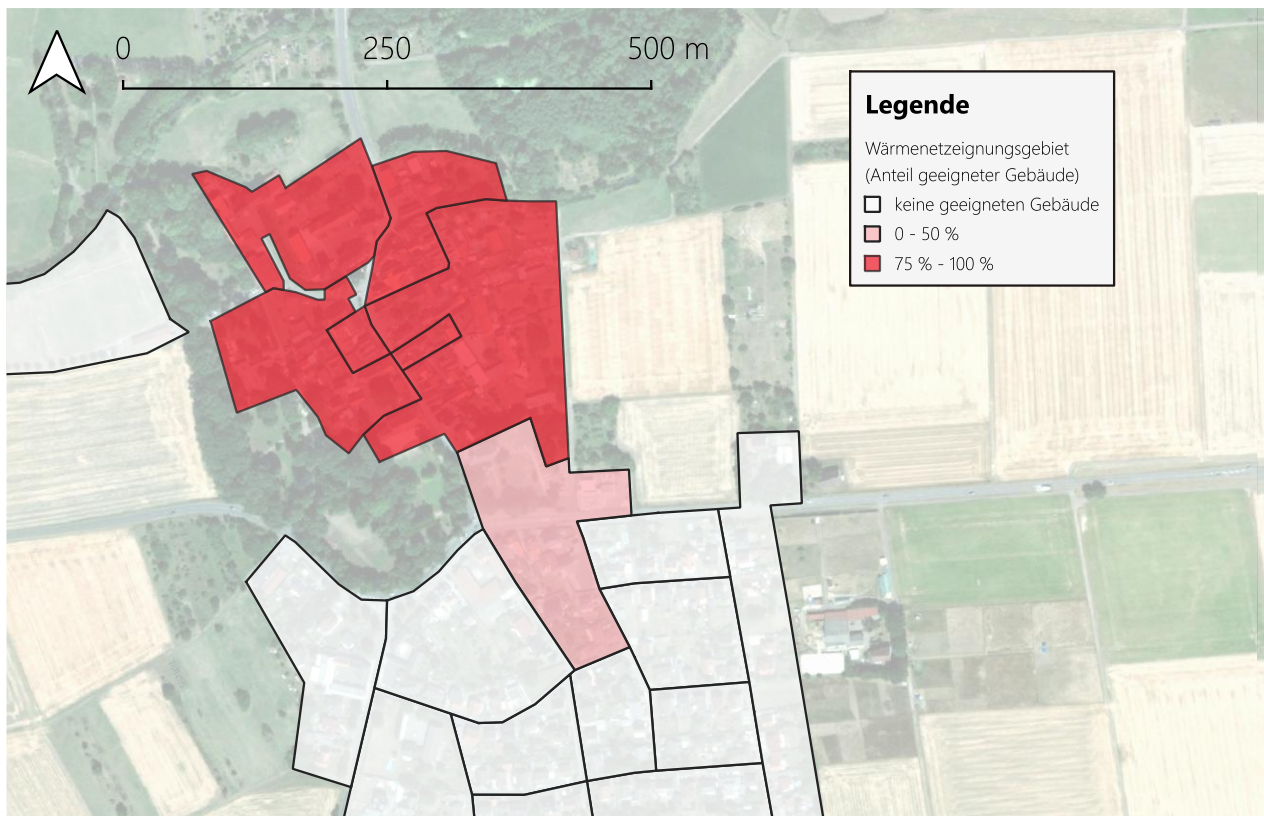 0 250 500 m
Legende
Wärmenetzeignungsgebiet
(Anteil geeigneter Gebäude)
keine geeigneten Gebäude
0 - 50 %
75 % - 100 %